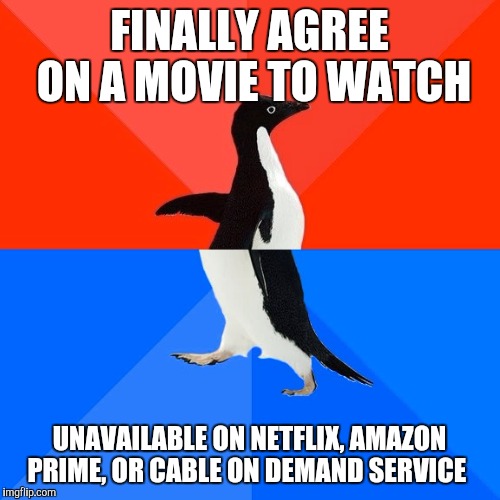 FINALLY AGREE
ON A MOVIE TO WATCH
UNAVAILABLE ON NETFLIX, AMAZON
PRIME, OR CABLE ON DEMAND SERVICE
imgflip.com